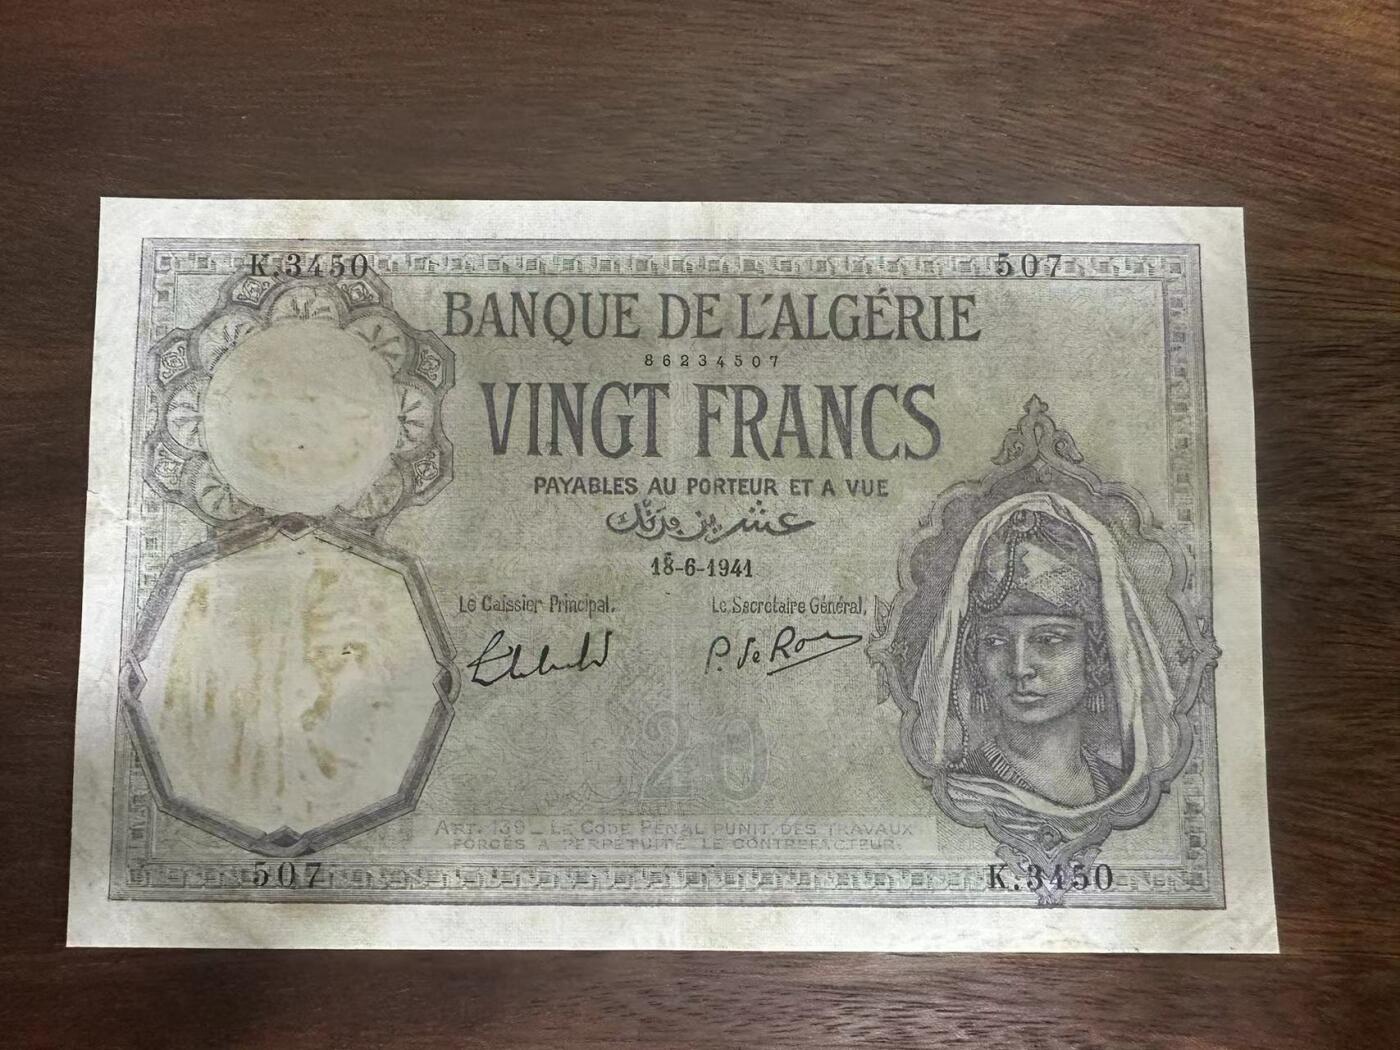 K.3450 507
BANQUE DE L'ALGÉRIE
86234507
VINGT FRANCS
PAYABLES AU PORTEUR ET A VUE
عشرين فرنك
18-6-1941
Le Caissier Principal, Le Secrétaire Général,
P. de Rou
20
ART. 139 _ LE CODE PÉNAL PUNIT DES TRAVAUX
FORCÉS A PERPÉTUITÉ LE CONTREFACTEUR.
507 K.3450